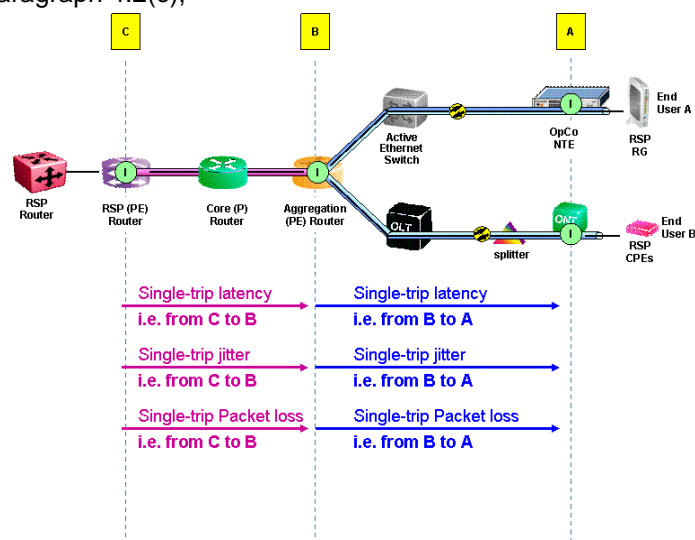 aragraph 4.2(c);
C
B
A
End
User A
Active
Ethernet
Switch
OpCo
NTE
RSP
RG
I
I
I
RSP
Router
RSP (PE)
Router
Core (P)
Router
Aggregation
(PE) Router
OLT
splitter
ONT
I
RSP
CPEs
End
User B
Single-trip latency
i.e. from C to B
Single-trip latency
i.e. from B to A
Single-trip jitter
i.e. from C to B
Single-trip jitter
i.e. from B to A
Single-trip Packet loss
i.e. from C to B
Single-trip Packet loss
i.e. from B to A